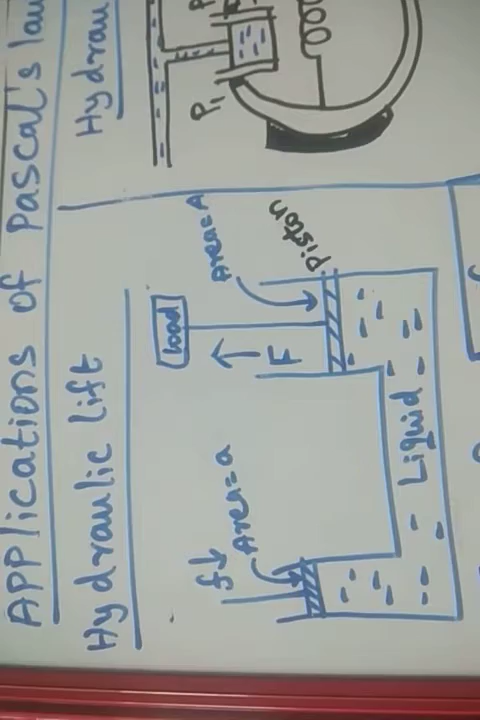 APPlications of Pascal's law
Hydraulic lift
Hydrau
f
Area=a
load
F
Area=A
Piston
Liquid
P1